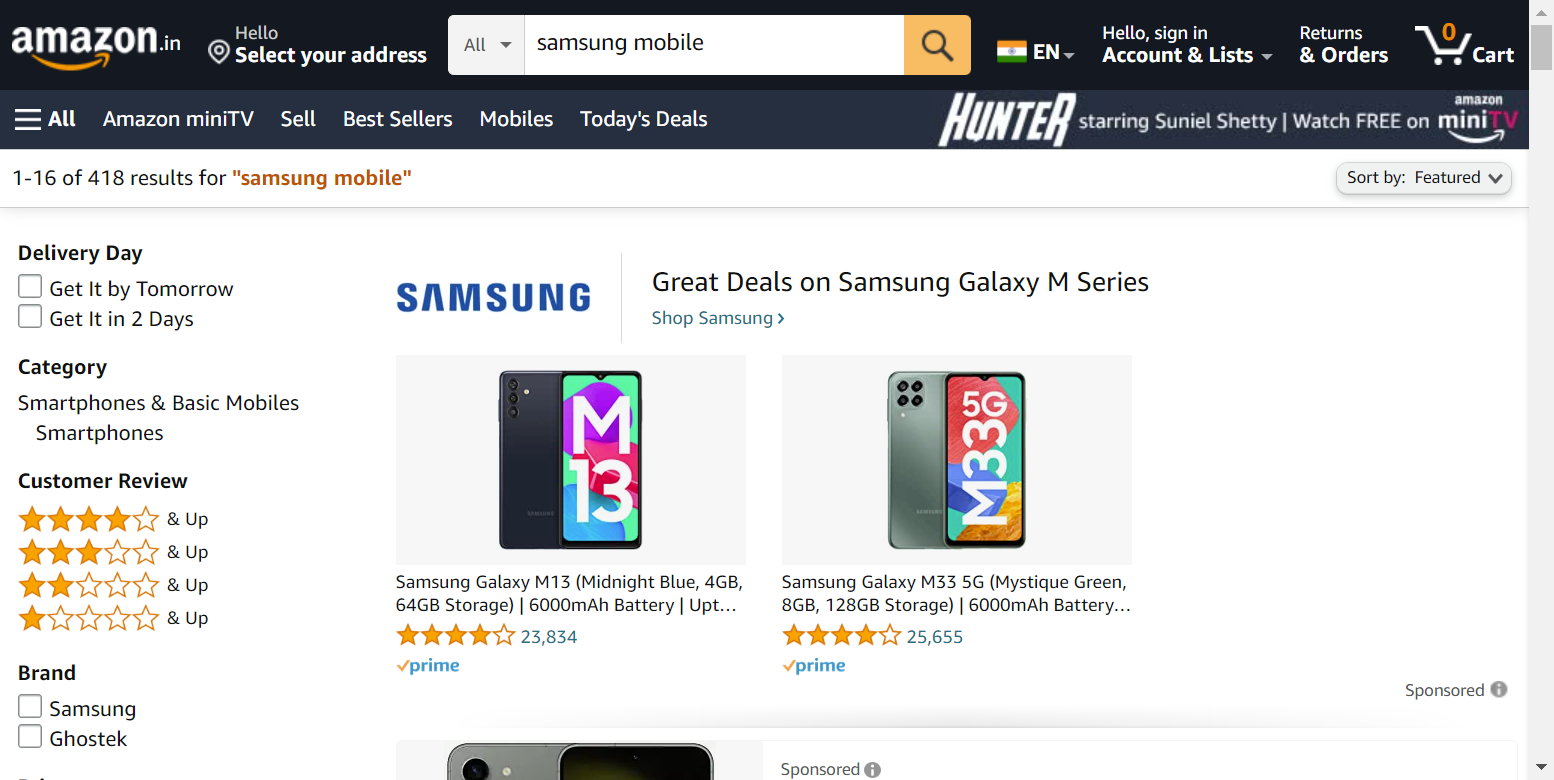 amazon.in
Hello
Select your address
All
samsung mobile
EN
Hello, sign in
Account & Lists
Returns
& Orders
0
Cart
All
Amazon miniTV
Sell
Best Sellers
Mobiles
Today's Deals
HUNTER starring Suniel Shetty | Watch FREE on amazon miniTV
1-16 of 418 results for "samsung mobile"
Sort by: Featured
Delivery Day
Get It by Tomorrow
Get It in 2 Days
Category
Smartphones & Basic Mobiles
Smartphones
Customer Review
& Up
& Up
& Up
& Up
Brand
Samsung
Ghostek
SAMSUNG
Great Deals on Samsung Galaxy M Series
Shop Samsung ›
SAMSUNG
M
13
Samsung Galaxy M13 (Midnight Blue, 4GB,
64GB Storage) | 6000mAh Battery | Upt...
23,834
prime
SAMSUNG
5G
M33
Samsung Galaxy M33 5G (Mystique Green,
8GB, 128GB Storage) | 6000mAh Battery...
25,655
prime
Sponsored
Sponsored